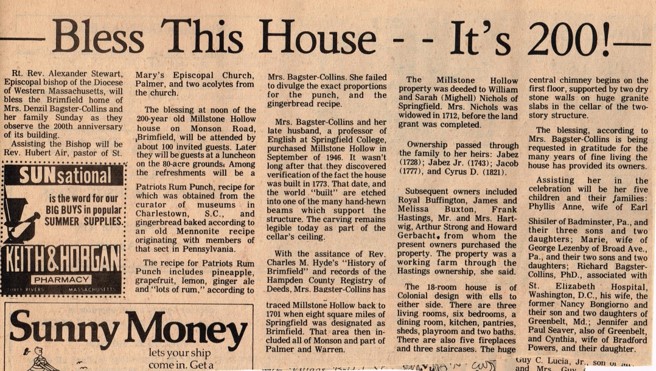 Bless This House - - It's 200!
Rt. Rev. Alexander Stewart,
Episcopal bishop of the Diocese
of Western Massachusetts, will
bless the Brimfield home of
Mrs. Denzil Bagster-Collins and
her family Sunday as they
observe the 200th anniversary
of its building.
Assisting the Bishop will be
Rev. Hubert Air, pastor of St.
SUNsational
is the word for our
BIG BUYS in popular
SUMMER SUPPLIES.
KEITH & HORGAN
PHARMACY
THREE RIVERS MASSACHUSETTS
Sunny Money
lets your ship
come in. Get a
Mary's Episcopal Church,
Palmer, and two acolytes from
the church.
The blessing at noon of the
200-year old Millstone Hollow
house on Monson Road,
Brinfield, will be attended by
about 100 invited guests. Later
they will be guests at a luncheon
on the 80-acre grounds. Among
the refreshments will be a
Patriots Rum Punch, recipe for
which was obtained from the
curator of museums in
Charlestown, S.C., and
gingerbread baked according to
an old Mennonite recipe
originating with members of
that sect in Pennsylvania.
The recipe for Patriots Rum
Punch includes pineapple,
grapefruit, lemon, ginger ale
and "lots of rum," according to
Mrs. Bagster-Collins. She failed
to divulge the exact proportions
for the punch, and the
gingerbread recipe.
Mrs. Bagster-Collins and her
late husband, a professor of
English at Springfield College,
purchased Millstone Hollow in
September of 1946. It wasn't
long after that they discovered
verification of the fact the house
was built in 1773. That date, and
the world "built" are etched
into one of the many hand-hewn
beams which support the
structure. The carving remains
legible today as part of the
cellar's ceiling.
With the assitance of Rev.
Charles M. Hyde's "History of
Brimfield" and records of the
Hampden County Registry of
Deeds, Mrs. Bagster-Collins has
traced Millstone Hollow back to
1701 when eight square miles of
Springfield was designated as
Brimfield. That area then in-
cluded all of Monson and part of
Palmer and Warren.
The Millstone Hollow
property was deeded to William
and Sarah (Mighell) Nichols of
Springfield. Mrs. Nichols was
widowed in 1712, before the land
grant was completed.
Ownership passed through
the family to her heirs: Jabez
(1728); Jabez, Jr. (1743); Jacob
(1777), and Cyrus D. (1821).
Subsequent owners included
Royal Buffington, James and
Melissa Buxton, Frank
Hastings, Mr. and Mrs. Hart-
wig, Arthur Strong and Howard
Gerbacht, from whom the
present owners purchased the
property. The property was a
working farm through the
Hastings ownership, she said.
The 18-room house is of
Colonial design with ells to
either side. There are three
living rooms, six bedrooms, a
dining room, kitchen, pantries,
sheds, playroom and two baths.
There are also five fireplaces
and three staircases. The huge
central chimney begins on the
first floor, supported by two dry
stone walls on huge granite
slabs in the cellar of the two-
story structure.
The blessing, according to
Mrs. Bagster-Collins is being
requested in gratitude for the
many years of fine living the
house has provided its owners.
Assisting her in the
celebration will be her five
children and their families:
Phyllis Anne, wife of Earl
Shisiler of Badminster, Pa., and
their three sons and two
daughters; Marie, wife of
George Lezenby of Broad Ave.,
Pa., and their two sons and two
daughters; Richard Bagster-
Collins, PhD., associated with
St. Elizabeth Hospital,
Washington, D.C., his wife, the
former Nancy Bongiorno and
their son and two daughters of
Greenbelt, Md.; Jennifer and
Paul Seaver, also of Greenbelt,
and Cynthia, wife of Bradford
Powers, and their daughter.
Guy C. Lucia, Jr., son